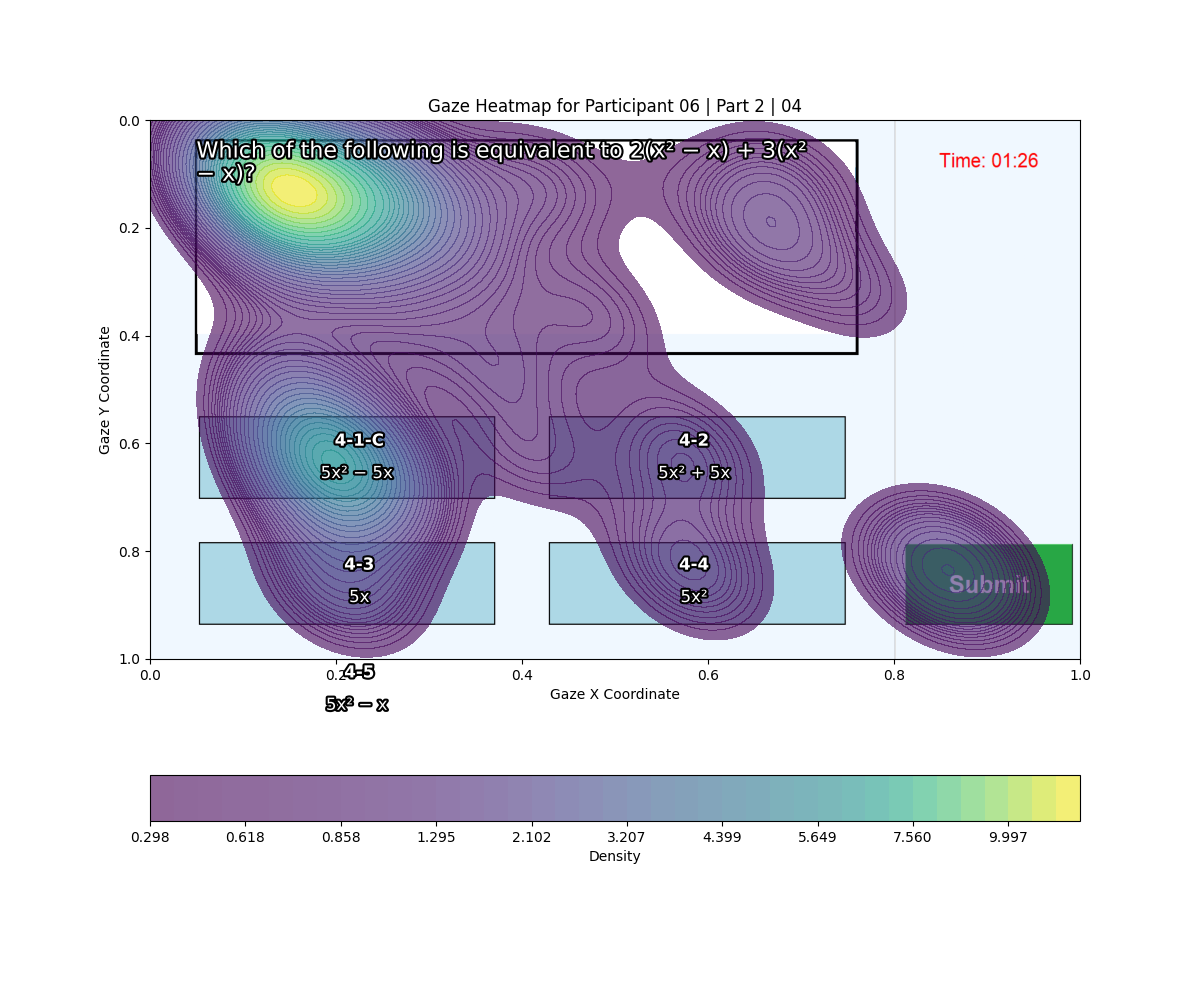 Gaze Heatmap for Participant 06 | Part 2 | 04
Which of the following is equivalent to 2(x² − x) + 3(x²
− x)?
Time: 01:26
0.0
0.2
0.4
0.6
0.8
1.0
Gaze Y Coordinate
4-1-C
5x² − 5x
4-2
5x² + 5x
4-3
5x
4-4
5x²
Submit
0.0
0.2
0.4
0.6
0.8
1.0
4-5
5x² − x
Gaze X Coordinate
0.298
0.618
0.858
1.295
2.102
3.207
4.399
5.649
7.560
9.997
Density